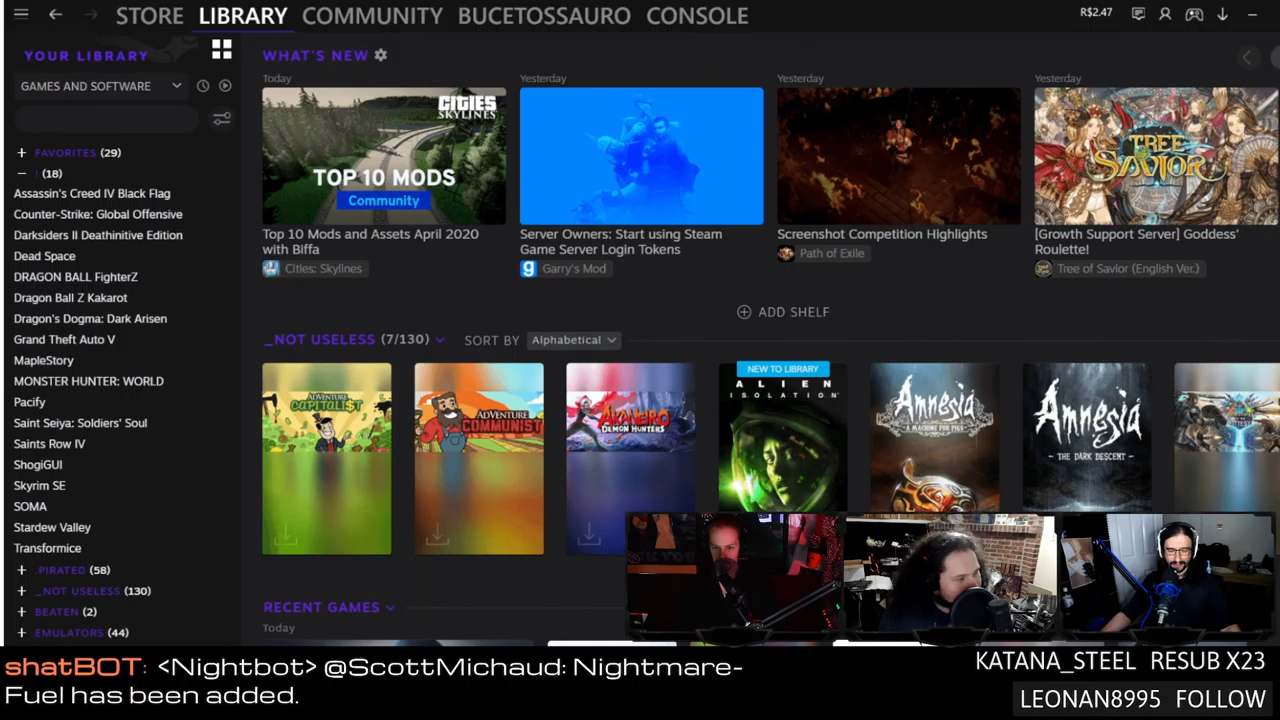 STORE LIBRARY COMMUNITY BUCETOSSAURO CONSOLE
R$2.47
YOUR LIBRARY
GAMES AND SOFTWARE
FAVORITES (29)
! (18)
Assassin's Creed IV Black Flag
Counter-Strike: Global Offensive
Darksiders II Deathinitive Edition
Dead Space
DRAGON BALL FighterZ
Dragon Ball Z Kakarot
Dragon's Dogma: Dark Arisen
Grand Theft Auto V
MapleStory
MONSTER HUNTER: WORLD
Pacify
Saint Seiya: Soldiers' Soul
Saints Row IV
ShogiGUI
Skyrim SE
SOMA
Stardew Valley
Transformice
.PIRATED (58)
_NOT USELESS (130)
BEATEN (2)
EMULATORS (44)
WHAT'S NEW
Today
CITIES
SKYLINES
TOP 10 MODS
Community
Top 10 Mods and Assets April 2020
with Biffa
Cities: Skylines
Yesterday
Server Owners: Start using Steam
Game Server Login Tokens
g
Garry's Mod
Yesterday
Screenshot Competition Highlights
Path of Exile
Yesterday
TREE
SAVIOR
[Growth Support Server] Goddess'
Roulette!
Tree of Savior (English Ver.)
ADD SHELF
_NOT USELESS (7/130) SORT BY Alphabetical
ADVENTURE
CAPITALIST
ADVENTURE
COMMUNIST
AKANEIRO
DEMON HUNTERS
NEW TO LIBRARY
ALIEN
ISOLATION
Amnesia
A MACHINE FOR PIGS
Amnesia
- THE DARK DESCENT -
RECENT GAMES
Today
shatBOT: <Nightbot> @ScottMichaud: Nightmare-
Fuel has been added.
KATANA_STEEL RESUB X23
LEONAN8995 FOLLOW